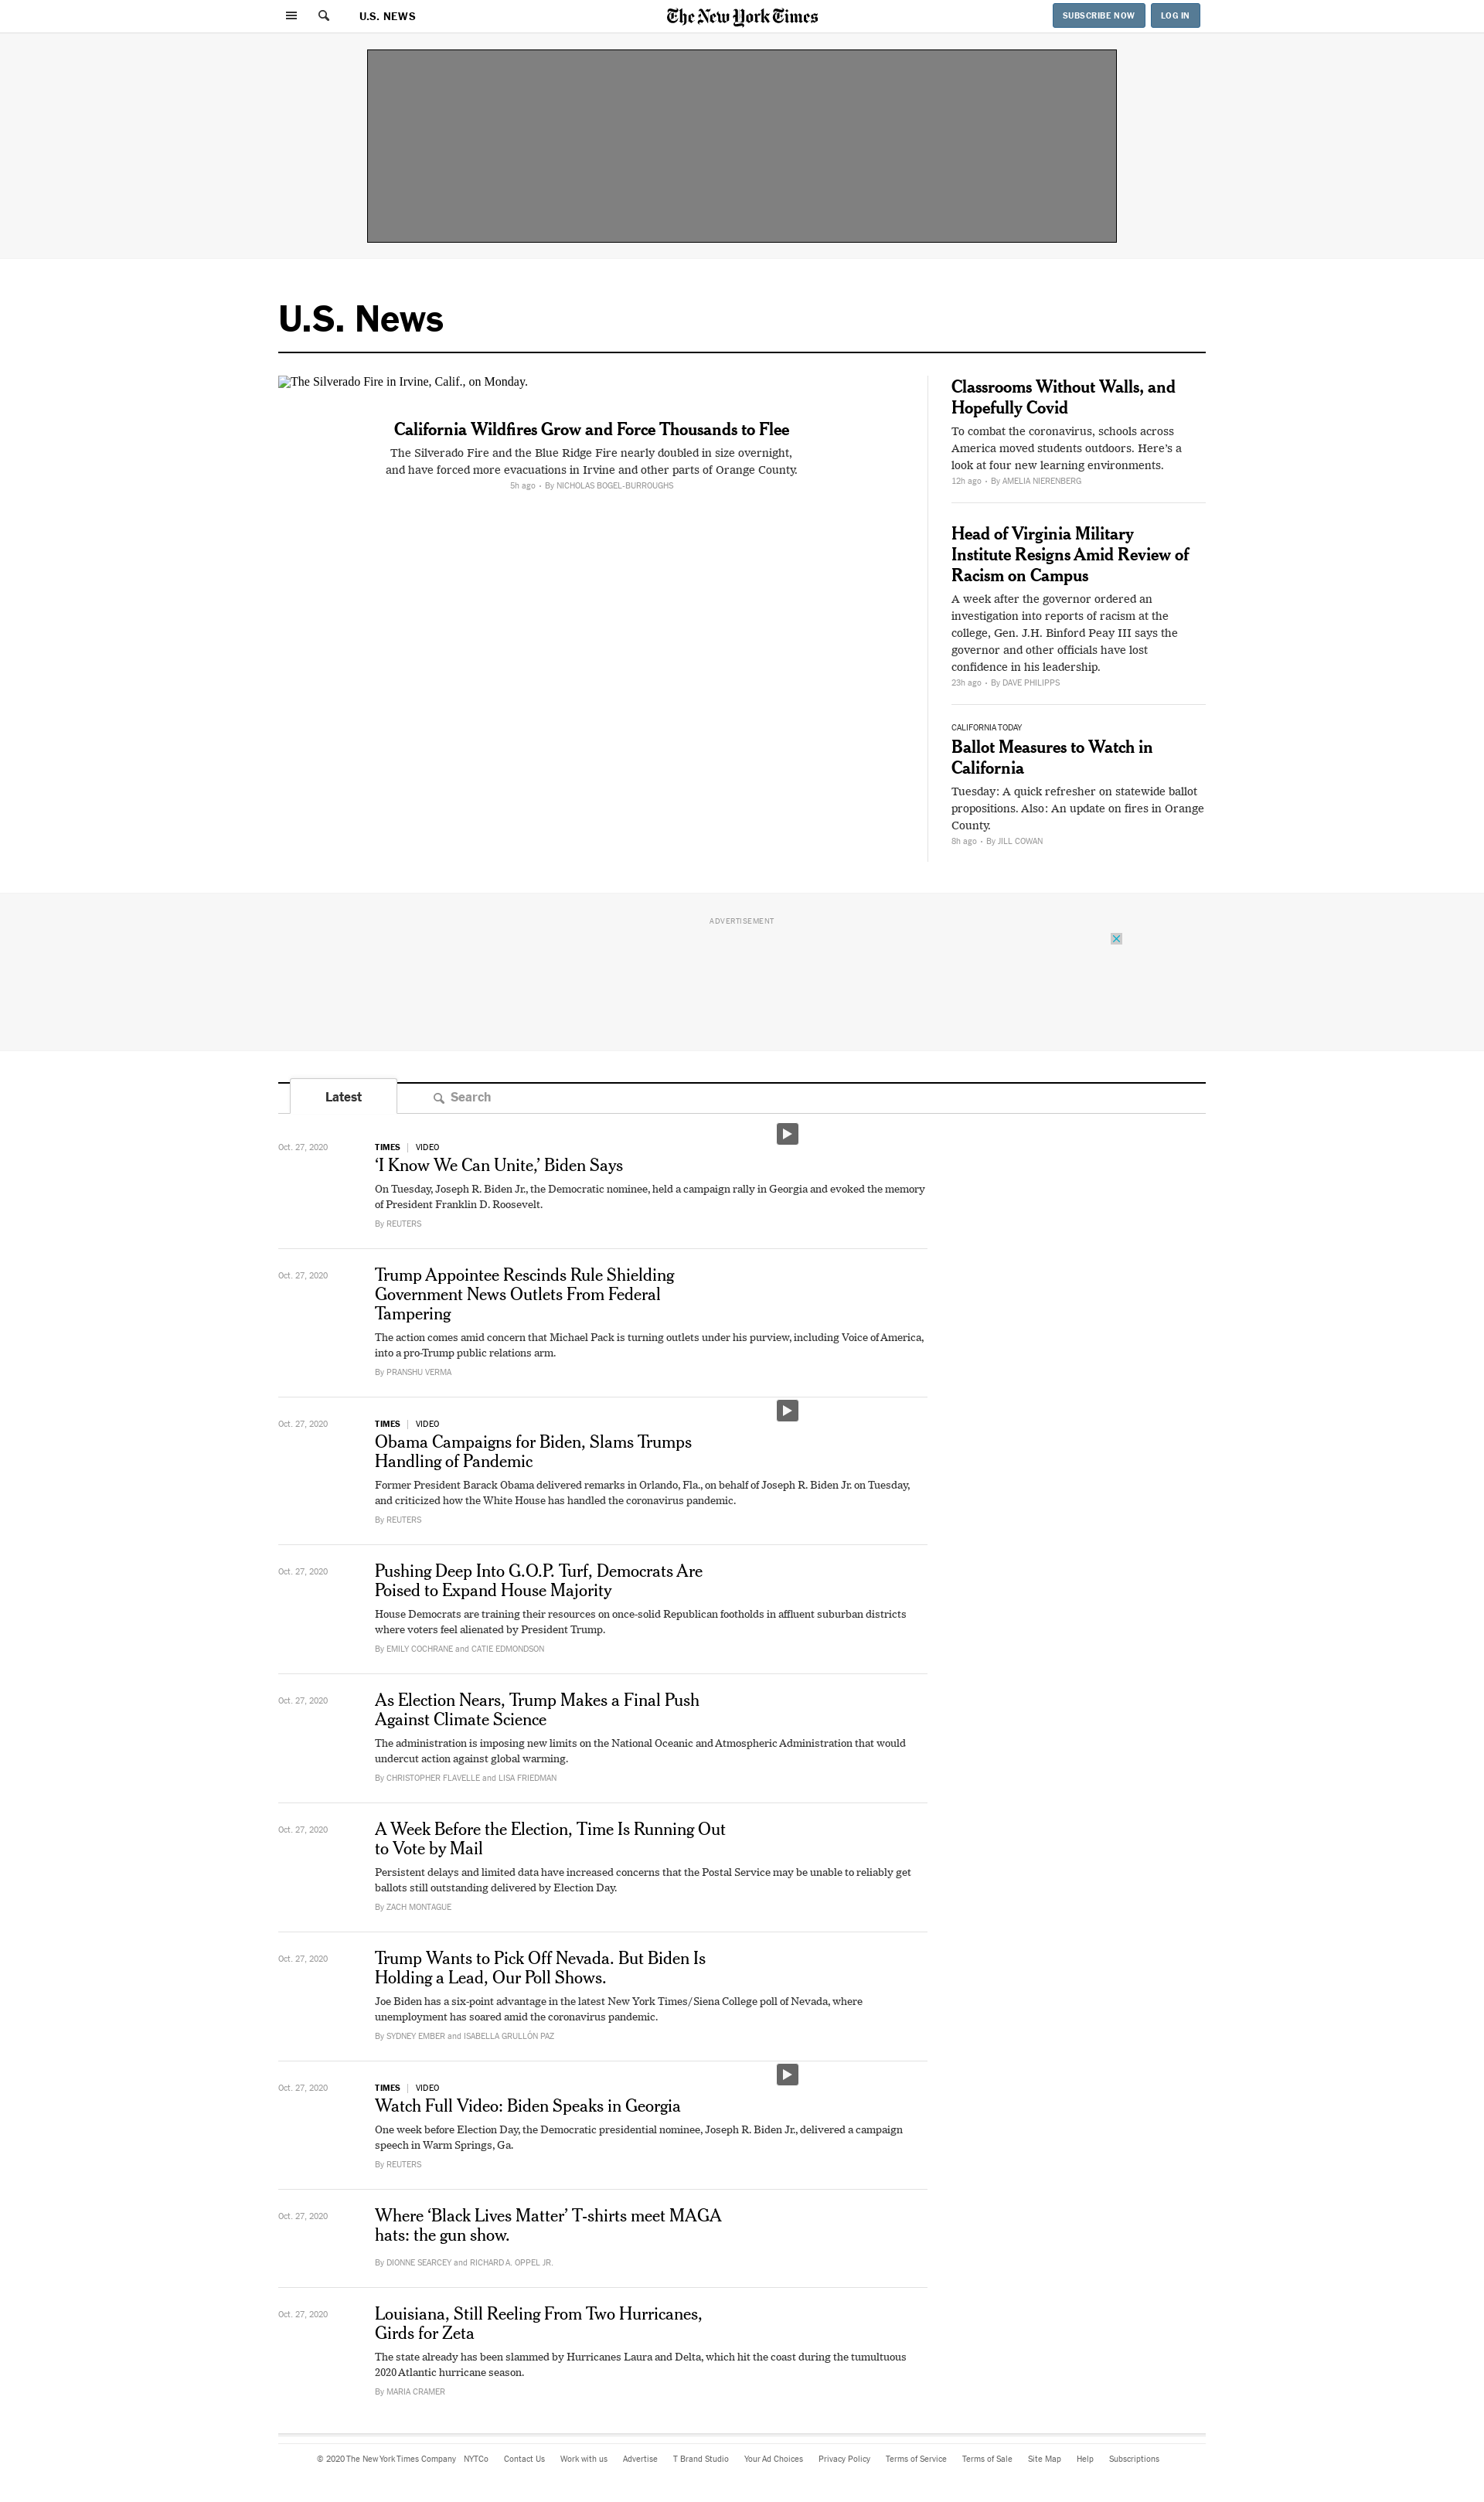 U.S. NEWS
The New York Times
SUBSCRIBE NOW
LOG IN
U.S. News
The Silverado Fire in Irvine, Calif., on Monday.
California Wildfires Grow and Force Thousands to Flee
The Silverado Fire and the Blue Ridge Fire nearly doubled in size overnight,
and have forced more evacuations in Irvine and other parts of Orange County.
5h ago • By NICHOLAS BOGEL-BURROUGHS
Classrooms Without Walls, and
Hopefully Covid
To combat the coronavirus, schools across
America moved students outdoors. Here’s a
look at four new learning environments.
12h ago • By AMELIA NIERENBERG
Head of Virginia Military
Institute Resigns Amid Review of
Racism on Campus
A week after the governor ordered an
investigation into reports of racism at the
college, Gen. J.H. Binford Peay III says the
governor and other officials have lost
confidence in his leadership.
23h ago • By DAVE PHILIPPS
CALIFORNIA TODAY
Ballot Measures to Watch in
California
Tuesday: A quick refresher on statewide ballot
propositions. Also: An update on fires in Orange
County.
8h ago • By JILL COWAN
ADVERTISEMENT
Latest
Search
Oct. 27, 2020
TIMES | VIDEO
‘I Know We Can Unite,’ Biden Says
On Tuesday, Joseph R. Biden Jr., the Democratic nominee, held a campaign rally in Georgia and evoked the memory
of President Franklin D. Roosevelt.
By REUTERS
Oct. 27, 2020
Trump Appointee Rescinds Rule Shielding
Government News Outlets From Federal
Tampering
The action comes amid concern that Michael Pack is turning outlets under his purview, including Voice of America,
into a pro-Trump public relations arm.
By PRANSHU VERMA
Oct. 27, 2020
TIMES | VIDEO
Obama Campaigns for Biden, Slams Trumps
Handling of Pandemic
Former President Barack Obama delivered remarks in Orlando, Fla., on behalf of Joseph R. Biden Jr. on Tuesday,
and criticized how the White House has handled the coronavirus pandemic.
By REUTERS
Oct. 27, 2020
Pushing Deep Into G.O.P. Turf, Democrats Are
Poised to Expand House Majority
House Democrats are training their resources on once-solid Republican footholds in affluent suburban districts
where voters feel alienated by President Trump.
By EMILY COCHRANE and CATIE EDMONDSON
Oct. 27, 2020
As Election Nears, Trump Makes a Final Push
Against Climate Science
The administration is imposing new limits on the National Oceanic and Atmospheric Administration that would
undercut action against global warming.
By CHRISTOPHER FLAVELLE and LISA FRIEDMAN
Oct. 27, 2020
A Week Before the Election, Time Is Running Out
to Vote by Mail
Persistent delays and limited data have increased concerns that the Postal Service may be unable to reliably get
ballots still outstanding delivered by Election Day.
By ZACH MONTAGUE
Oct. 27, 2020
Trump Wants to Pick Off Nevada. But Biden Is
Holding a Lead, Our Poll Shows.
Joe Biden has a six-point advantage in the latest New York Times/Siena College poll of Nevada, where
unemployment has soared amid the coronavirus pandemic.
By SYDNEY EMBER and ISABELLA GRULLÓN PAZ
Oct. 27, 2020
TIMES | VIDEO
Watch Full Video: Biden Speaks in Georgia
One week before Election Day, the Democratic presidential nominee, Joseph R. Biden Jr., delivered a campaign
speech in Warm Springs, Ga.
By REUTERS
Oct. 27, 2020
Where ‘Black Lives Matter’ T-shirts meet MAGA
hats: the gun show.
By DIONNE SEARCEY and RICHARD A. OPPEL JR.
Oct. 27, 2020
Louisiana, Still Reeling From Two Hurricanes,
Girds for Zeta
The state already has been slammed by Hurricanes Laura and Delta, which hit the coast during the tumultuous
2020 Atlantic hurricane season.
By MARIA CRAMER
© 2020 The New York Times Company NYTCo Contact Us Work with us Advertise T Brand Studio Your Ad Choices Privacy Policy Terms of Service Terms of Sale Site Map Help Subscriptions